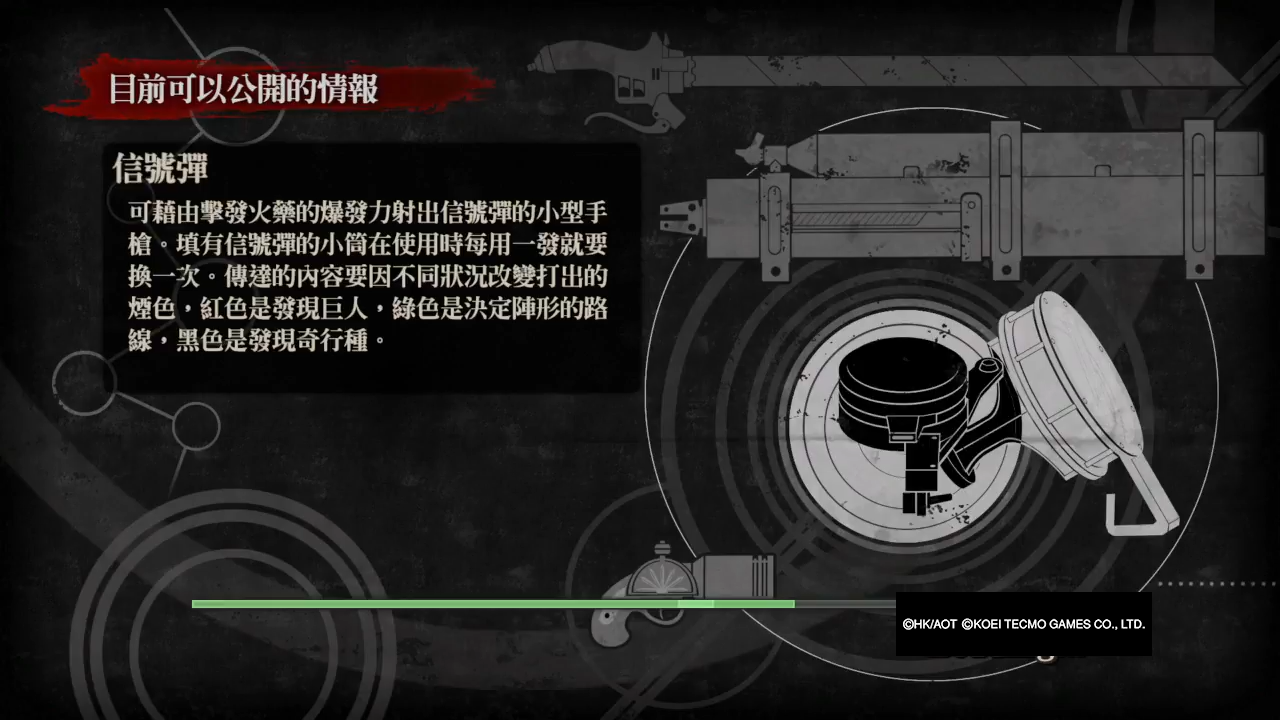 目前可以公開的情報
信號彈
可藉由擊發火藥的爆發力射出信號彈的小型手
槍。填有信號彈的小筒在使用時每用一發就要
換一次。傳達的內容要因不同狀況改變打出的
煙色，紅色是發現巨人，綠色是決定陣形的路
線，黑色是發現奇行種。
©HK/AOT ©KOEI TECMO GAMES CO., LTD.